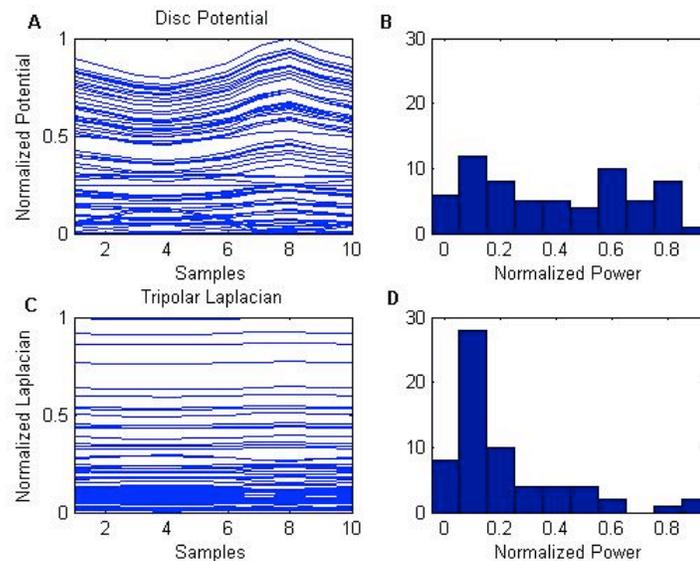 A
Disc Potential
Normalized Potential
1
0.5
0
2 4 6 8 10
Samples
B
30
20
10
0
0 0.2 0.4 0.6 0.8
Normalized Power
C
Tripolar Laplacian
Normalized Laplacian
1
0.5
0
2 4 6 8 10
Samples
D
30
20
10
0
0 0.2 0.4 0.6 0.8
Normalized Power